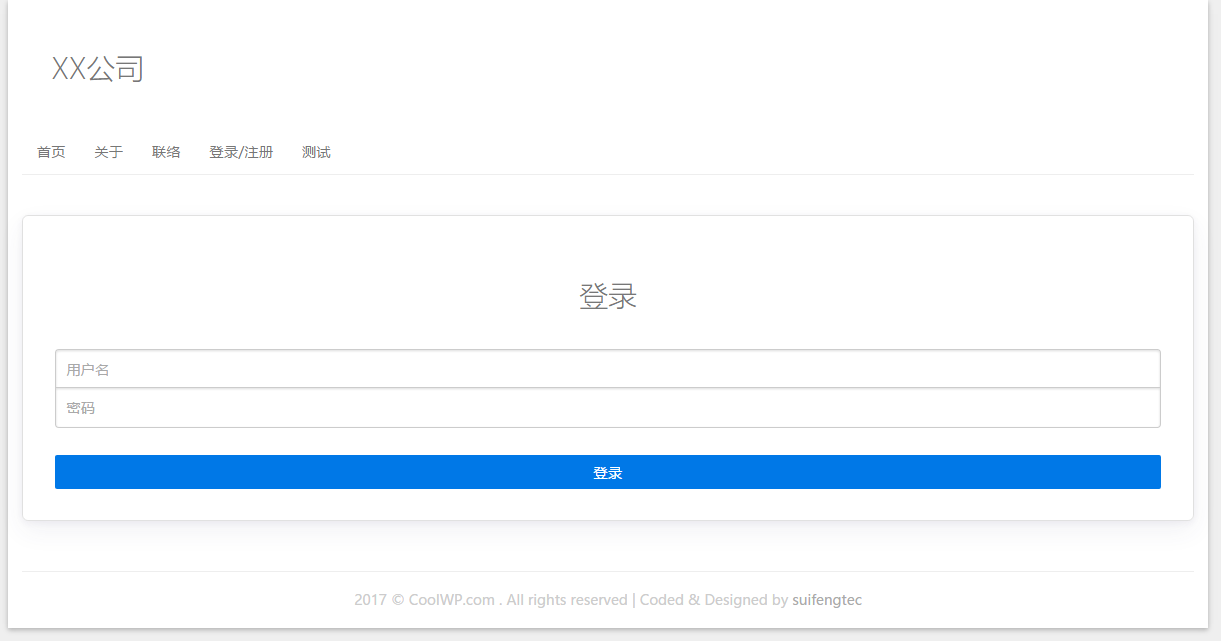 XX公司
首页 关于 联络 登录/注册 测试
登录
用户名
密码
登录
2017 © CoolWP.com . All rights reserved | Coded & Designed by suifengtec